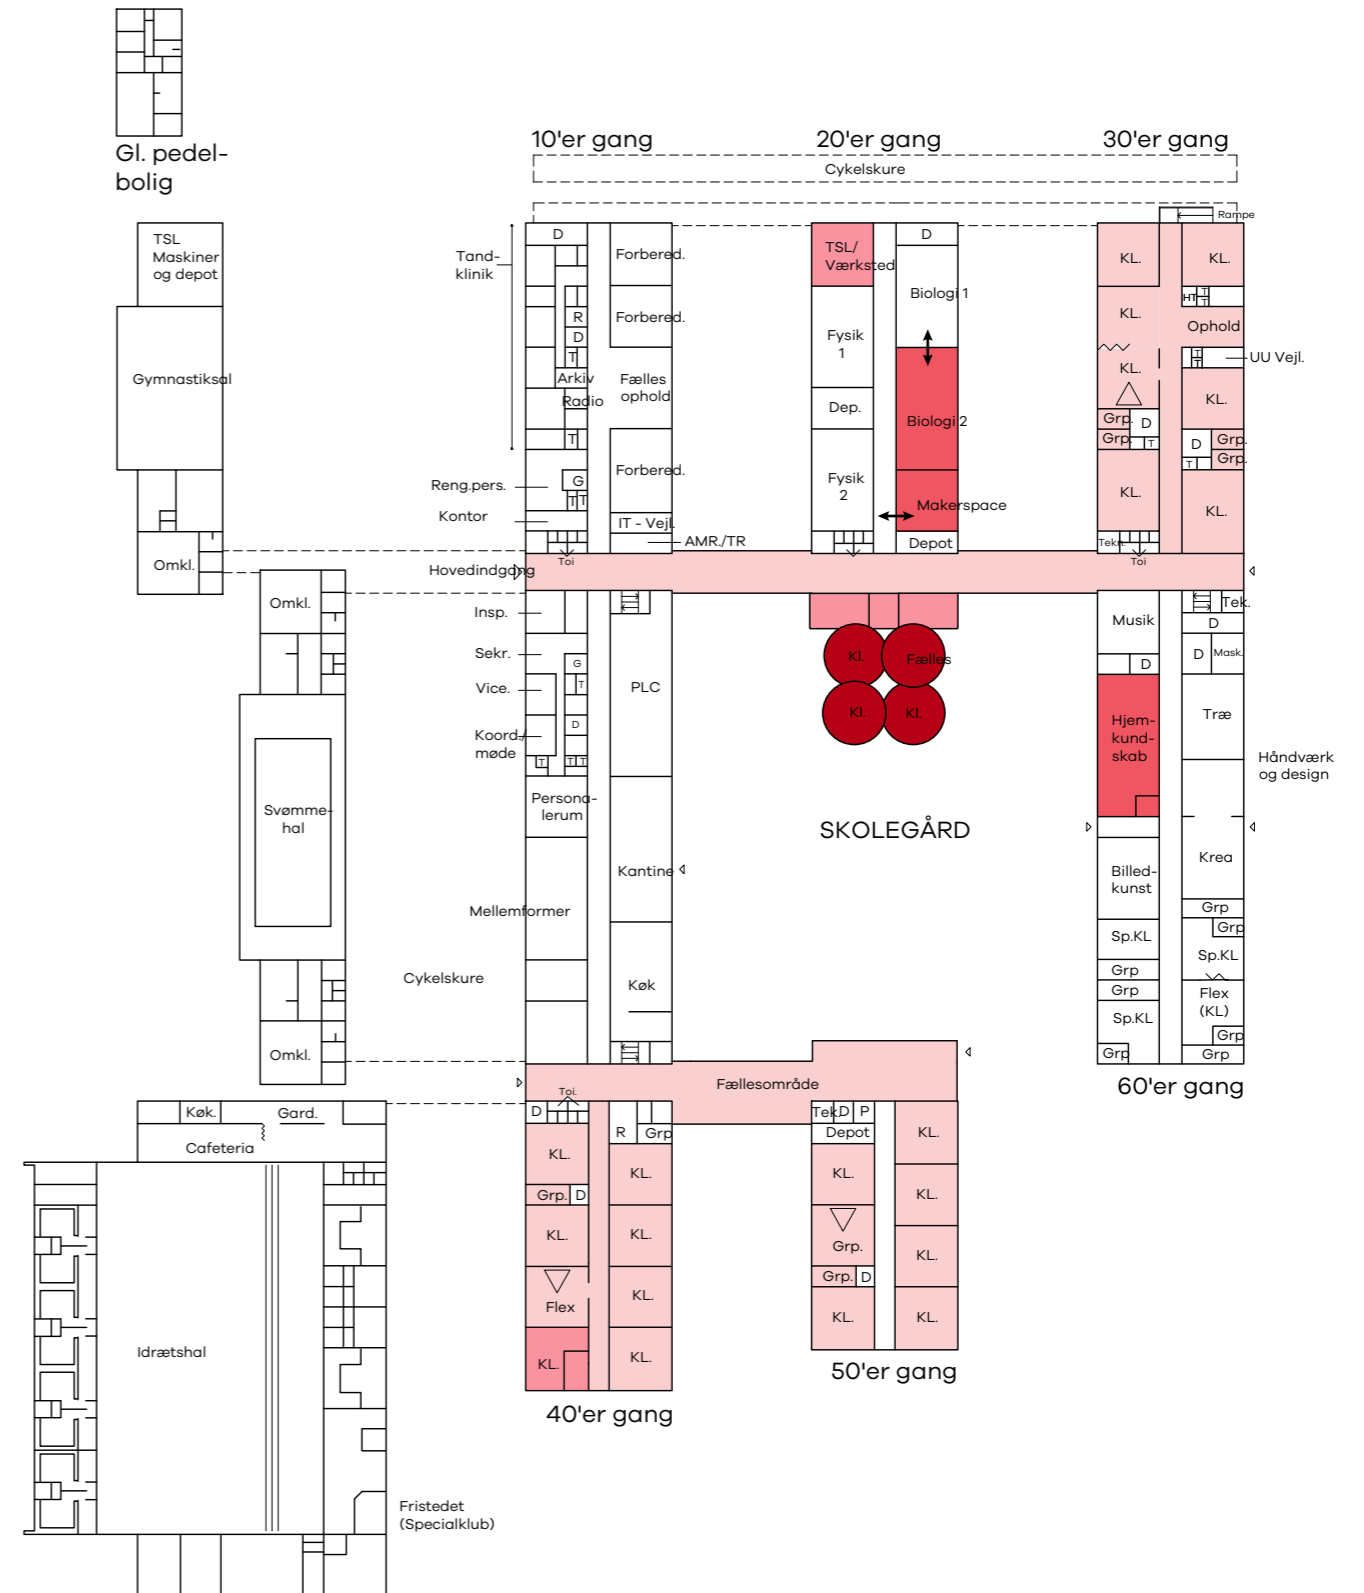 Gl. pedel-
bolig
10'er gang
20'er gang
30'er gang
Cykelskure
Rampe
TSL
Maskiner
og depot
Gymnastiksal
Omkl.
Tand-
klinik
D
R
D
T
Arkiv
Radio
T
Reng.pers.
G
T T
Kontor
Toi
Hovedindgang
Forbered.
Forbered.
Fælles
ophold
Forbered.
IT - Vejl.
AMR./TR
TSL/
Værksted
Fysik
1
Dep.
Fysik
2
D
Biologi 1
Biologi 2
Makerspace
Depot
KL.
KL.
KL.
Grp.
D
Grp.
T
KL.
Tekn.
Toi
KL.
HT
T
T
Ophold
T
T
UU Vejl.
KL.
D
Grp.
T
Grp.
KL.
Omkl.
Svømme-
hal
Omkl.
Cykelskure
Insp.
Sekr.
G
Vice.
T
D
Koord./
møde
T
T T
Persona-
lerum
Mellemformer
PLC
Kantine
Køk
Kl.
Fælles
Kl.
Kl.
SKOLEGÅRD
Musik
D
Hjem-
kund-
skab
Billed-
kunst
Sp.KL
Grp
Grp
Sp.KL
Grp
Tek.
D
D
Mask.
Træ
Håndværk
og design
Krea
Grp
Grp
Sp.KL
Flex
(KL)
Grp
Grp
60'er gang
Fællesområde
Toi.
D
KL.
Grp.
D
KL.
Flex
KL.
R
Grp
KL.
KL.
KL.
KL.
40'er gang
Tek.
D
P
Depot
KL.
Grp.
Grp.
D
KL.
KL.
KL.
KL.
KL.
50'er gang
Køk.
Gard.
Cafeteria
Idrætshal
Fristedet
(Specialklub)